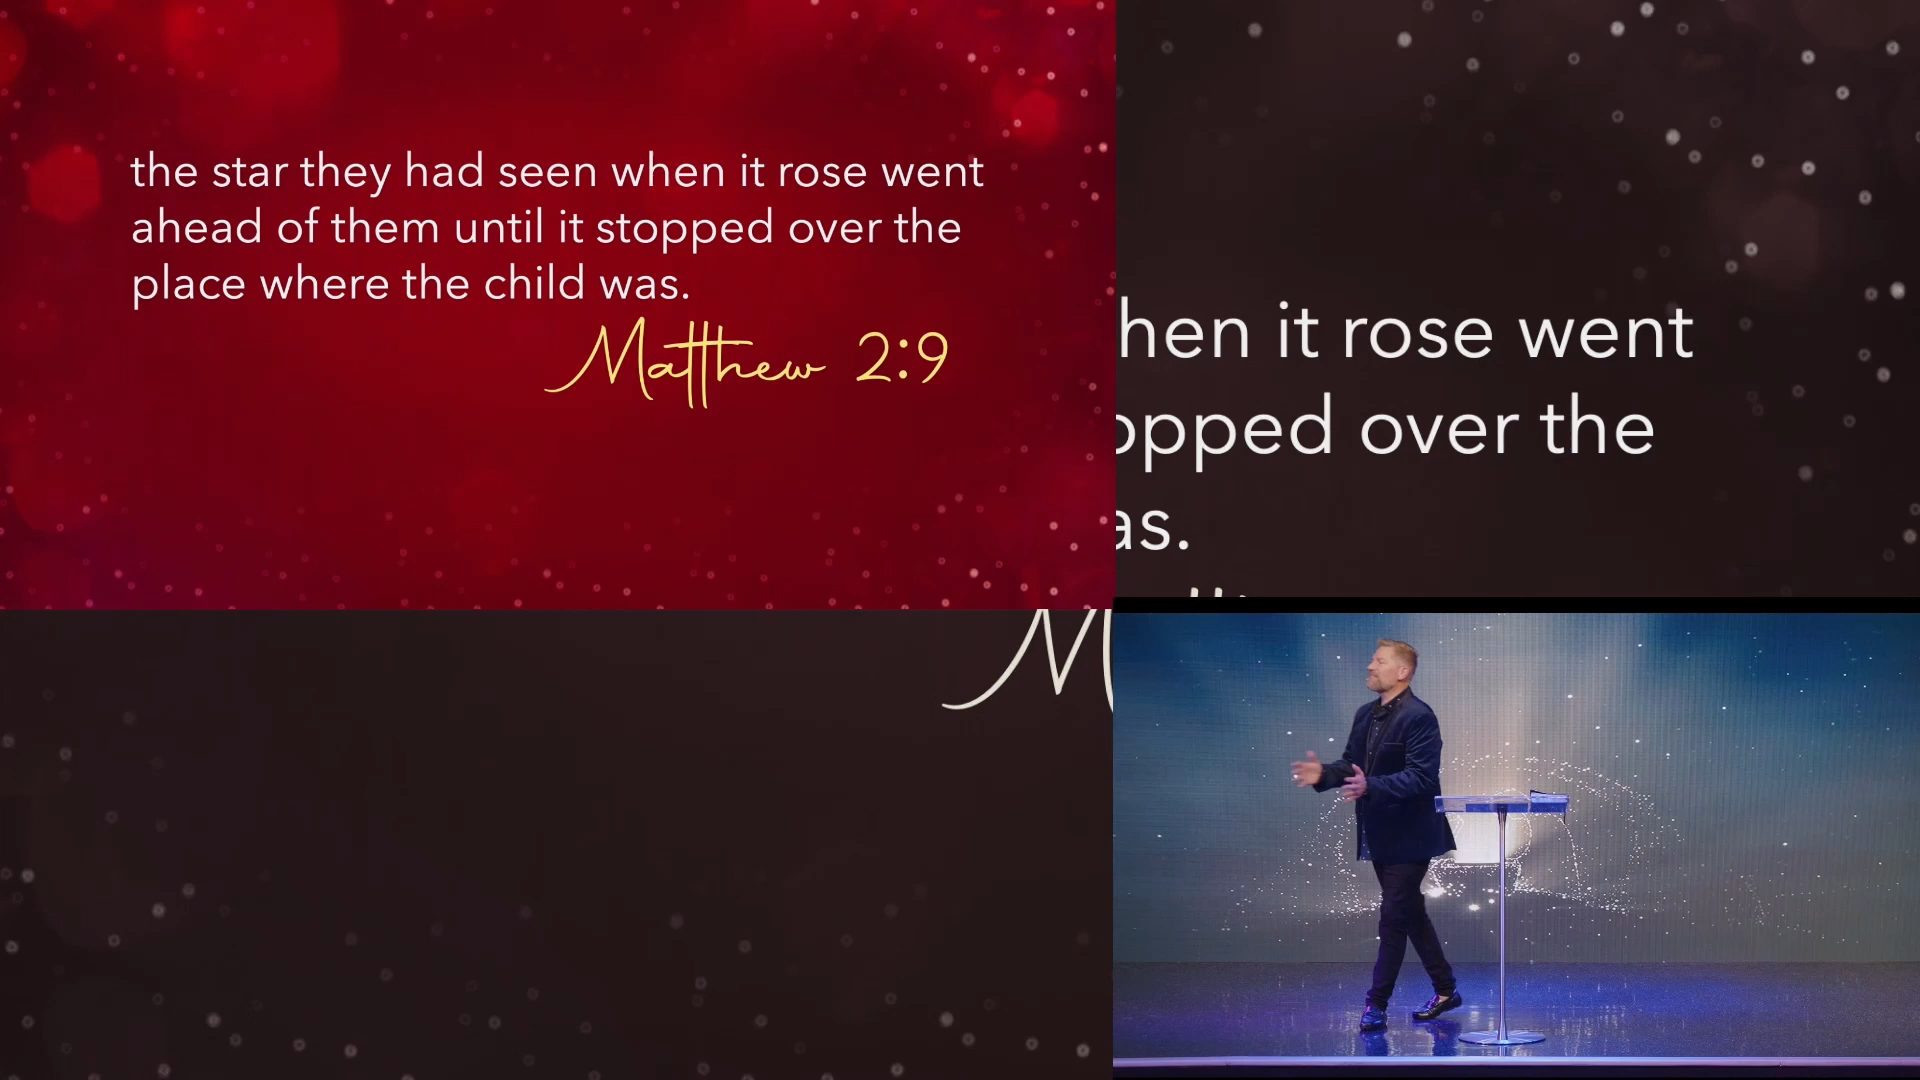 the star they had seen when it rose went
ahead of them until it stopped over the
place where the child was.
Matthew 2:9
hen it rose went
opped over the
as.
M